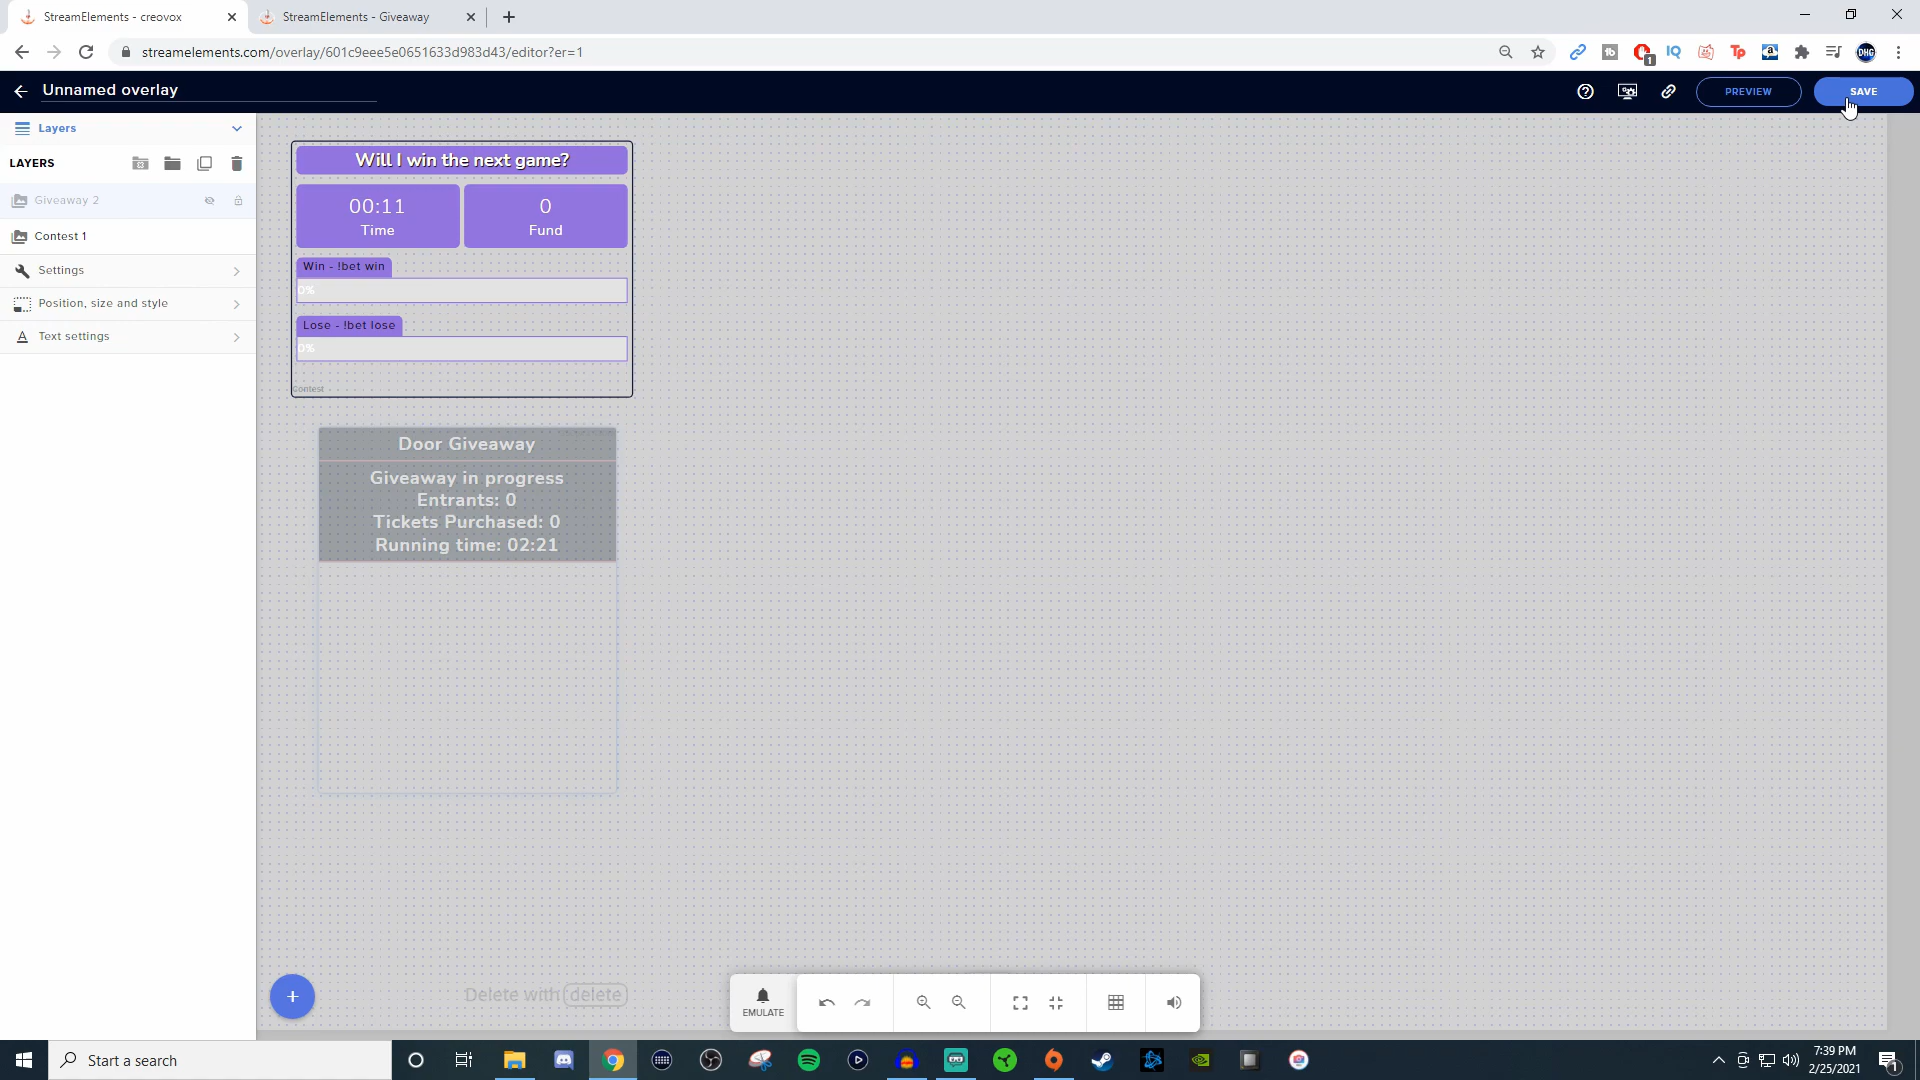 StreamElements - creovox
StreamElements - Giveaway
streamelements.com/overlay/601c9eee5e0651633d983d43/editor?er=1
Unnamed overlay
PREVIEW
SAVE
Layers
LAYERS
Giveaway 2
Contest 1
Settings
Position, size and style
Text settings
Will I win the next game?
00:11
Time
0
Fund
Win - !bet win
0%
Lose - !bet lose
0%
Contest
Door Giveaway
Giveaway in progress
Entrants: 0
Tickets Purchased: 0
Running time: 02:21
Delete with delete
EMULATE
Start a search
7:39 PM
2/25/2021